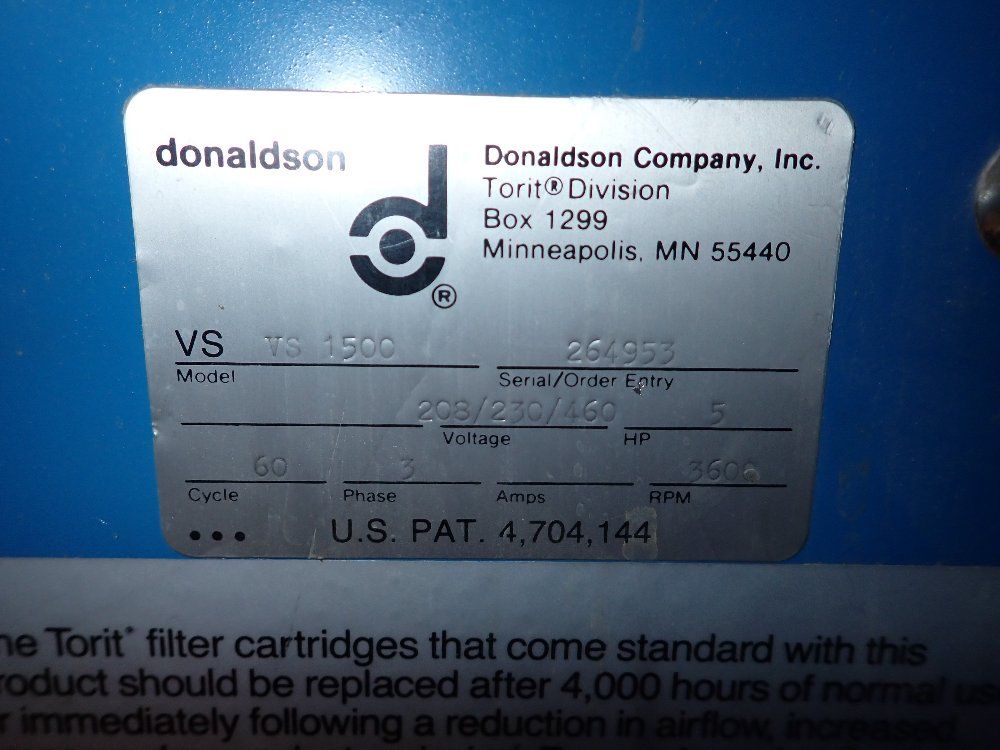 donaldson
d®
Donaldson Company, Inc.
Torit® Division
Box 1299
Minneapolis, MN 55440
VS VS 1500 264953
Model Serial/Order Entry
208/230/460 5
Voltage HP
60 3 3600
Cycle Phase Amps RPM
••• U.S. PAT. 4,704,144
Torit® filter cartridges that come standard with this
should be replaced after 4,000 hours of normal
immediately following a reduction in airflow, increased